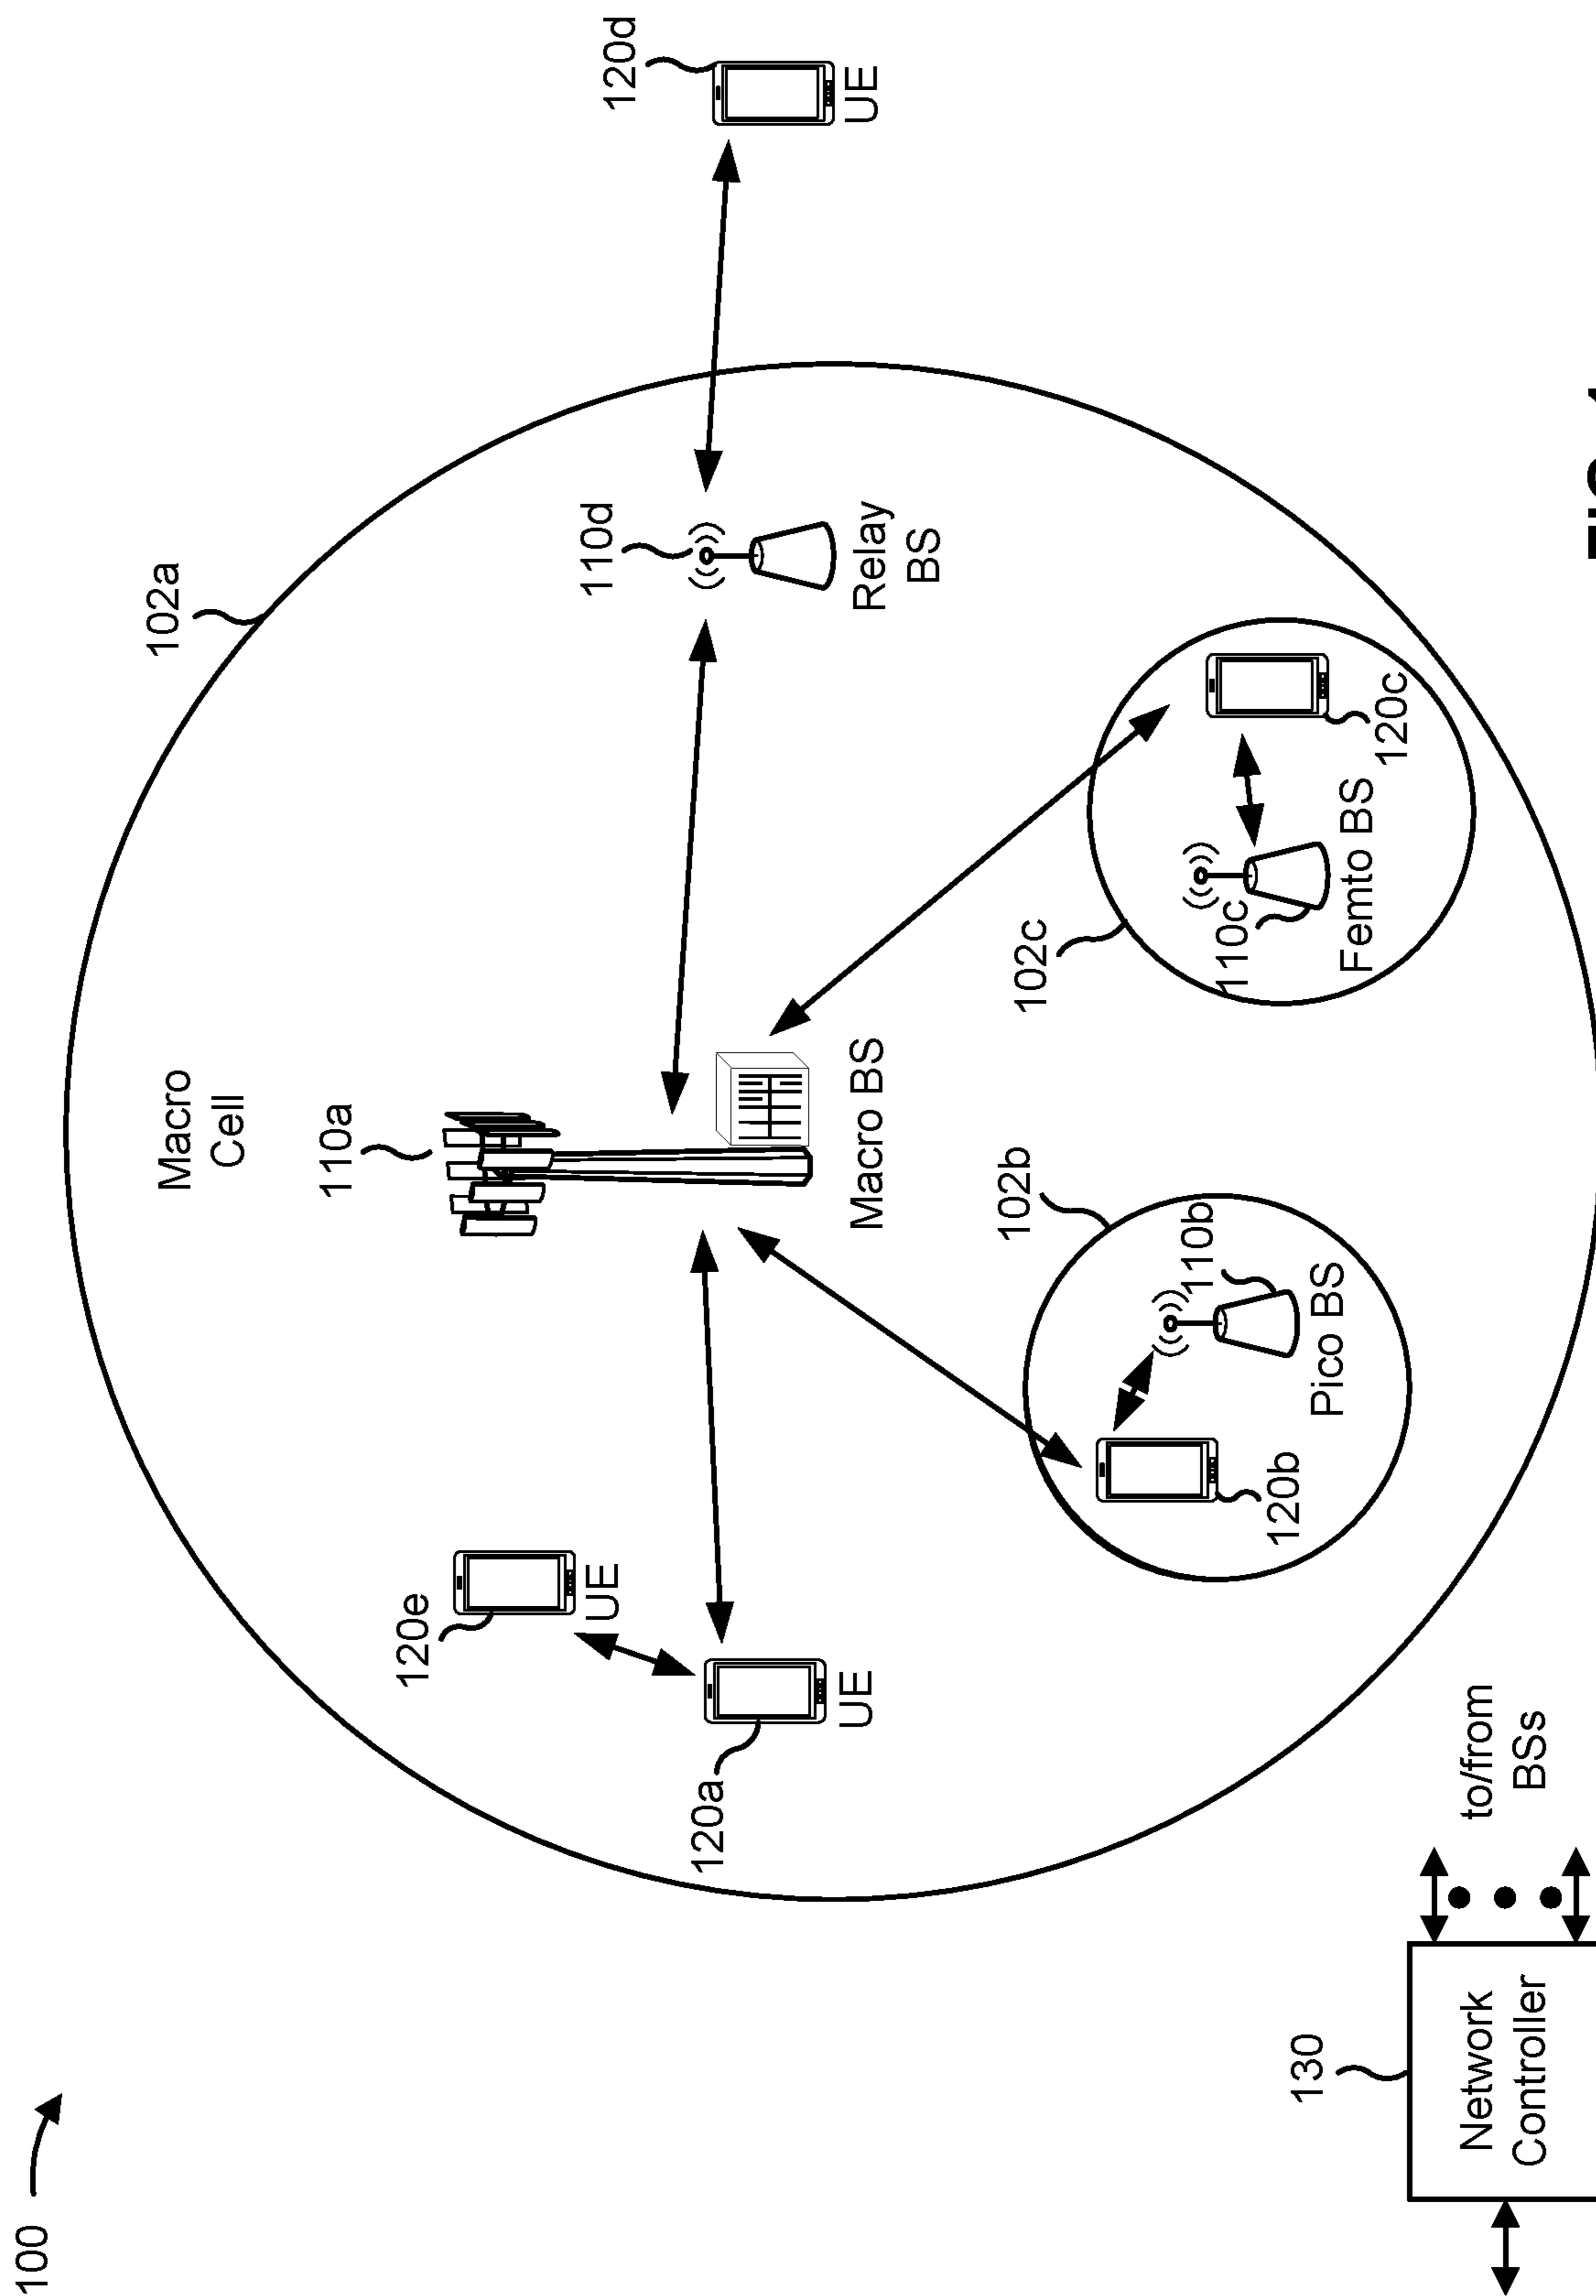 100
102a
Macro
Cell
110a
120e
UE
110d
120d
UE
120a
UE
Macro BS
Relay
BS
102b
102c
110b
110c
120b
Pico BS
Femto BS
120c
130
Network
Controller
to/from
BSs